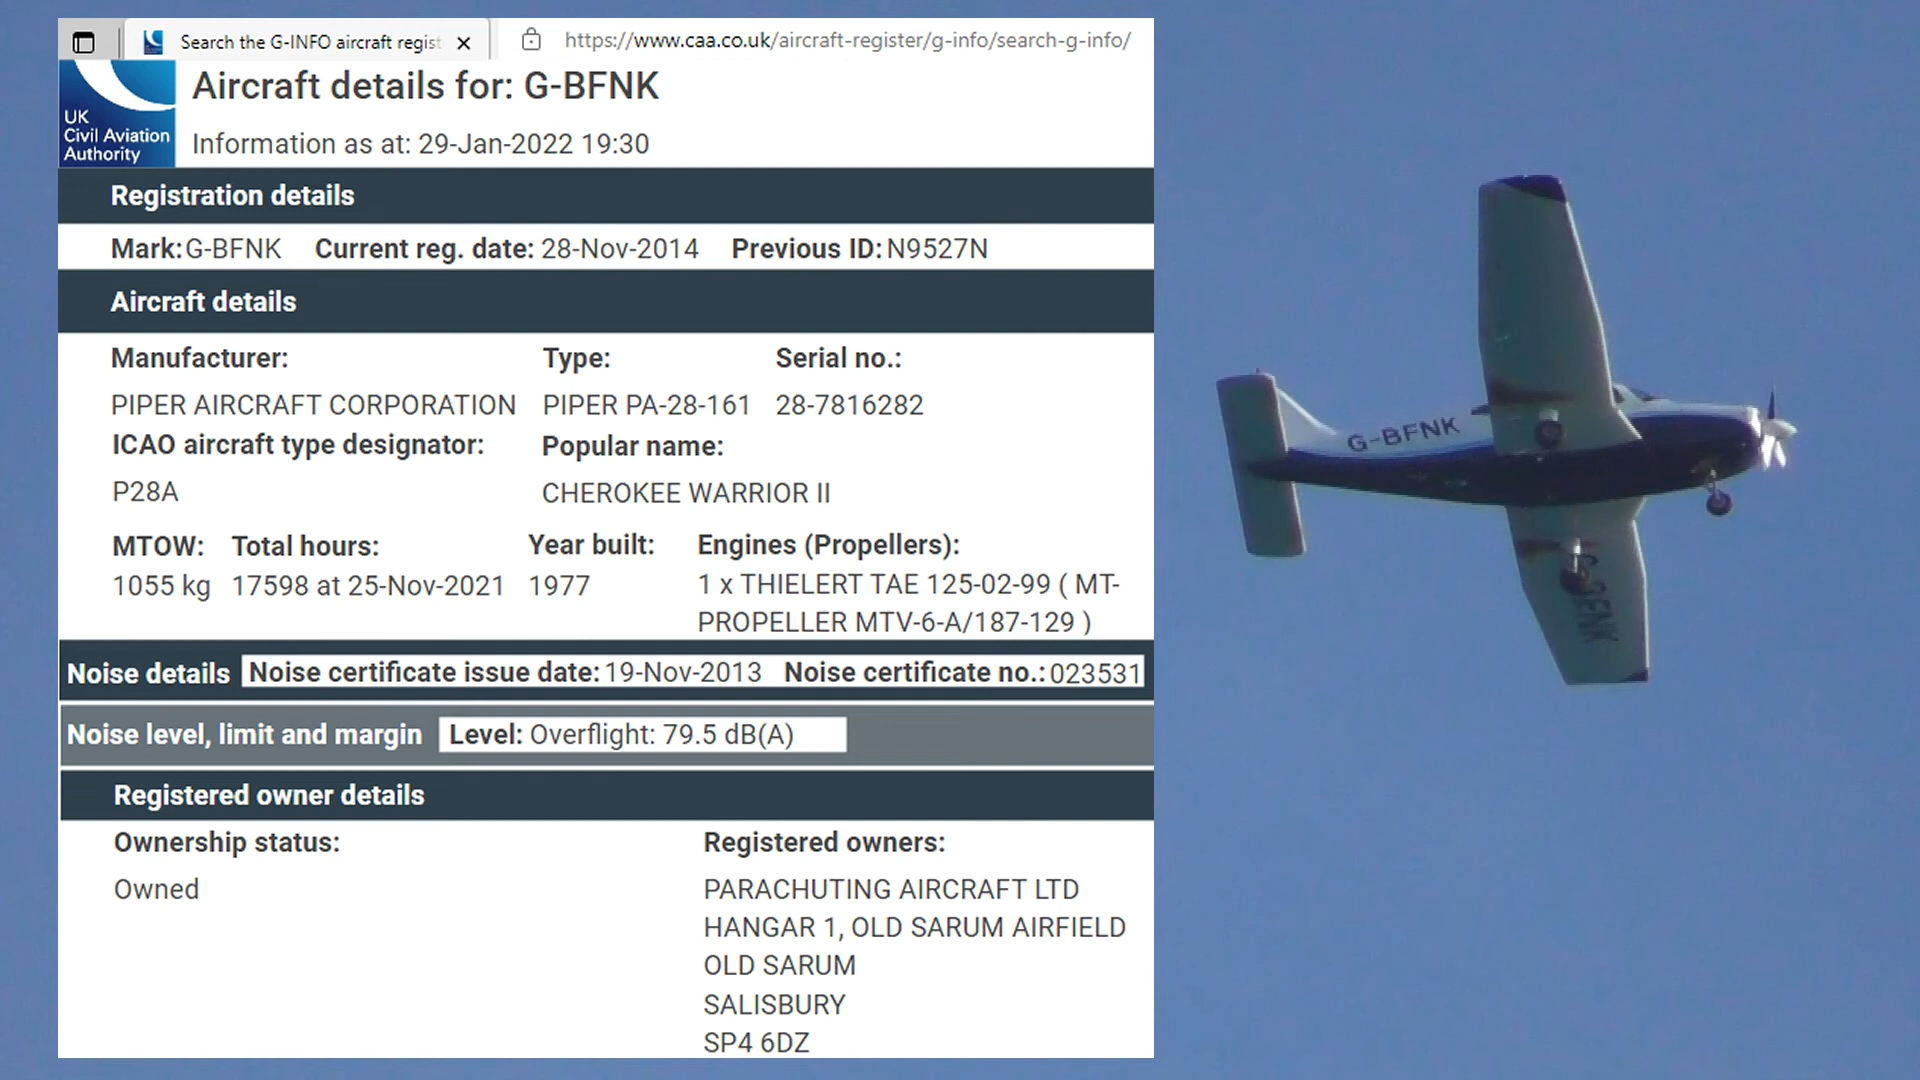 Search the G-INFO aircraft regist
https://www.caa.co.uk/aircraft-register/g-info/search-g-info/
UK
Civil Aviation
Authority
Aircraft details for: G-BFNK
Information as at: 29-Jan-2022 19:30
Registration details
Mark: G-BFNK Current reg. date: 28-Nov-2014 Previous ID: N9527N
Aircraft details
Manufacturer: Type: Serial no.:
PIPER AIRCRAFT CORPORATION PIPER PA-28-161 28-7816282
ICAO aircraft type designator: Popular name:
P28A CHEROKEE WARRIOR II
MTOW: Total hours: Year built: Engines (Propellers):
1055 kg 17598 at 25-Nov-2021 1977 1 x THIELERT TAE 125-02-99 ( MT-
PROPELLER MTV-6-A/187-129 )
Noise details Noise certificate issue date: 19-Nov-2013 Noise certificate no.: 023531
Noise level, limit and margin Level: Overflight: 79.5 dB(A)
Registered owner details
Ownership status: Registered owners:
Owned PARACHUTING AIRCRAFT LTD
HANGAR 1, OLD SARUM AIRFIELD
OLD SARUM
SALISBURY
SP4 6DZ
G-BFNK
G-BFNK